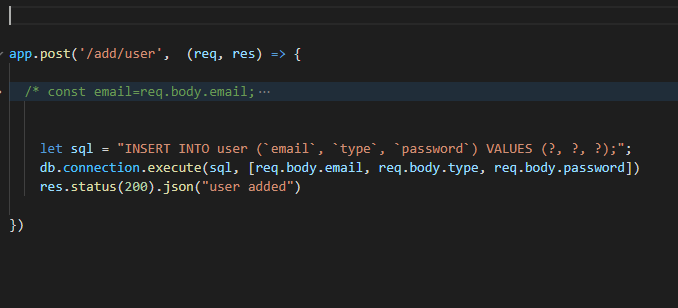 app.post('/add/user', (req, res) => {
/* const email=req.body.email; ···
let sql = "INSERT INTO user (`email`, `type`, `password`) VALUES (?, ?, ?);";
db.connection.execute(sql, [req.body.email, req.body.type, req.body.password])
res.status(200).json("user added")
})